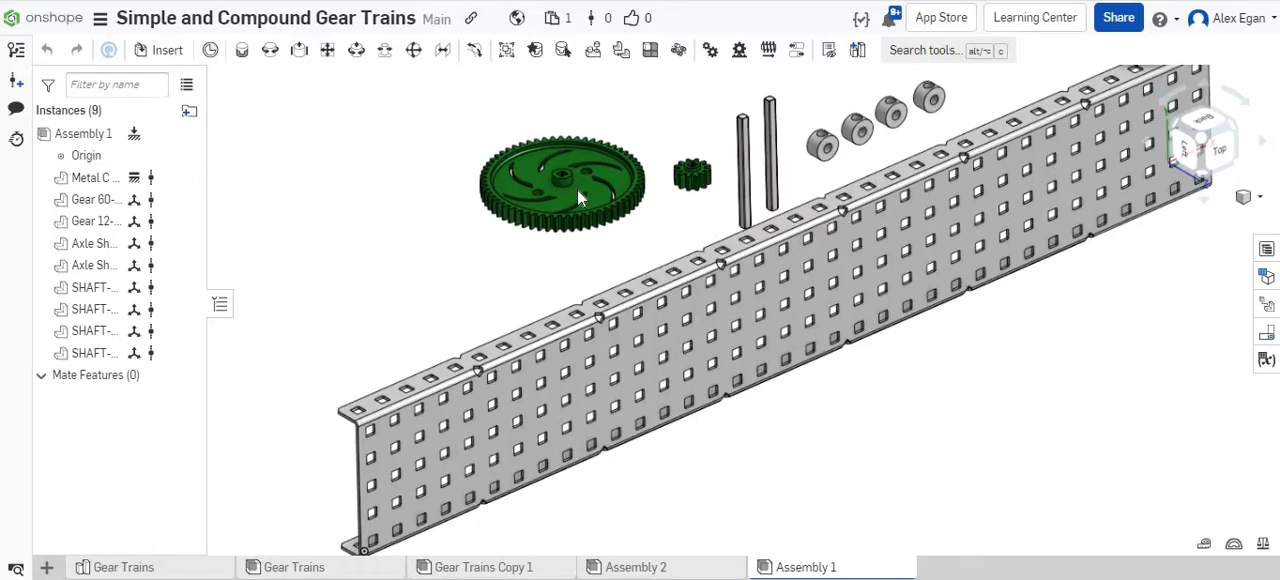 onshape Simple and Compound Gear Trains Main 1 0 0 9+ App Store Learning Center Share Alex Egan
Insert Search tools... alt/⌥ c
Filter by name
Instances (9)
Assembly 1
Origin
Metal C ...
Gear 60-...
Gear 12-...
Axle Sh...
Axle Sh...
SHAFT-...
SHAFT-...
SHAFT-...
SHAFT-...
Mate Features (0)
Back
Left Top
Gear Trains Gear Trains Gear Trains Copy 1 Assembly 2 Assembly 1